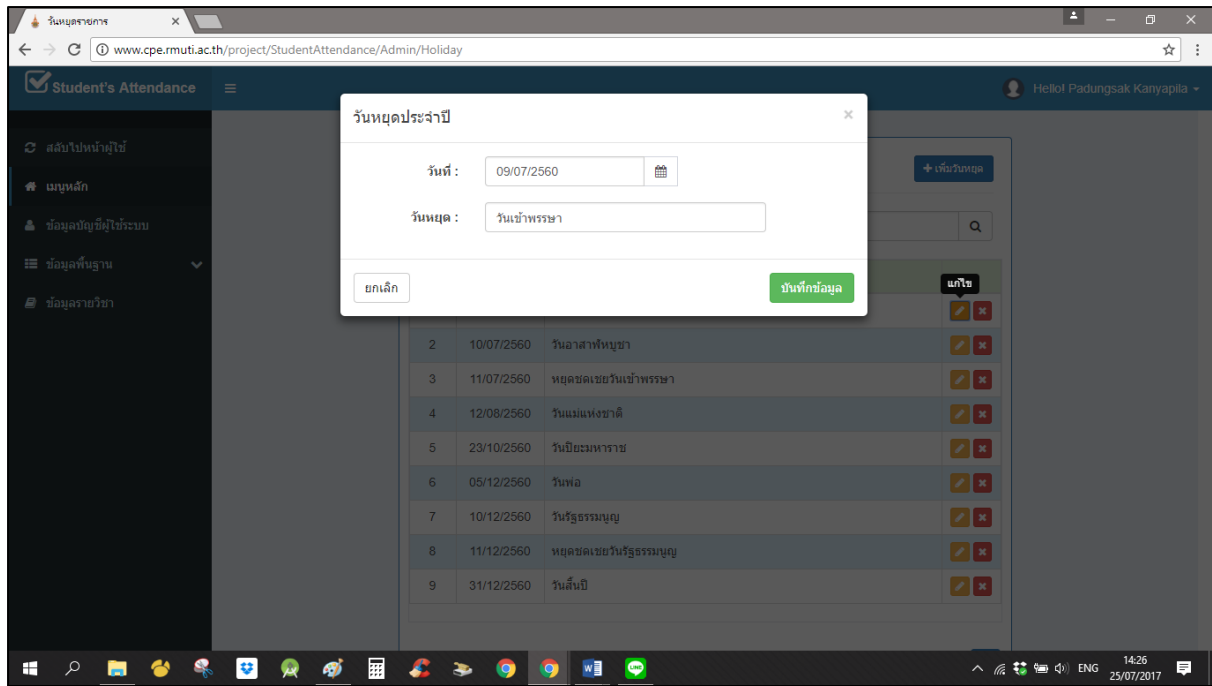 วันหยุดราชการ
www.cpe.rmuti.ac.th/project/StudentAttendance/Admin/Holiday
Student's Attendance
Hello! Padungsak Kanyapila
วันหยุดประจำปี
×
สลับไปหน้าผู้ใช้
วันที่ :
09/07/2560
เพิ่มวันหยุด
เมนูหลัก
วันหยุด :
วันเข้าพรรษา
ข้อมูลบัญชีผู้ใช้ระบบ
ข้อมูลพื้นฐาน
ยกเลิก
บันทึกข้อมูล
แก้ไข
ข้อมูลรายวิชา
2 10/07/2560 วันอาสาฬหบูชา
3 11/07/2560 หยุดชดเชยวันเข้าพรรษา
4 12/08/2560 วันแม่แห่งชาติ
5 23/10/2560 วันปิยะมหาราช
6 05/12/2560 วันพ่อ
7 10/12/2560 วันรัฐธรรมนูญ
8 11/12/2560 หยุดชดเชยวันรัฐธรรมนูญ
9 31/12/2560 วันสิ้นปี
LINE
ENG
14:26
25/07/2017